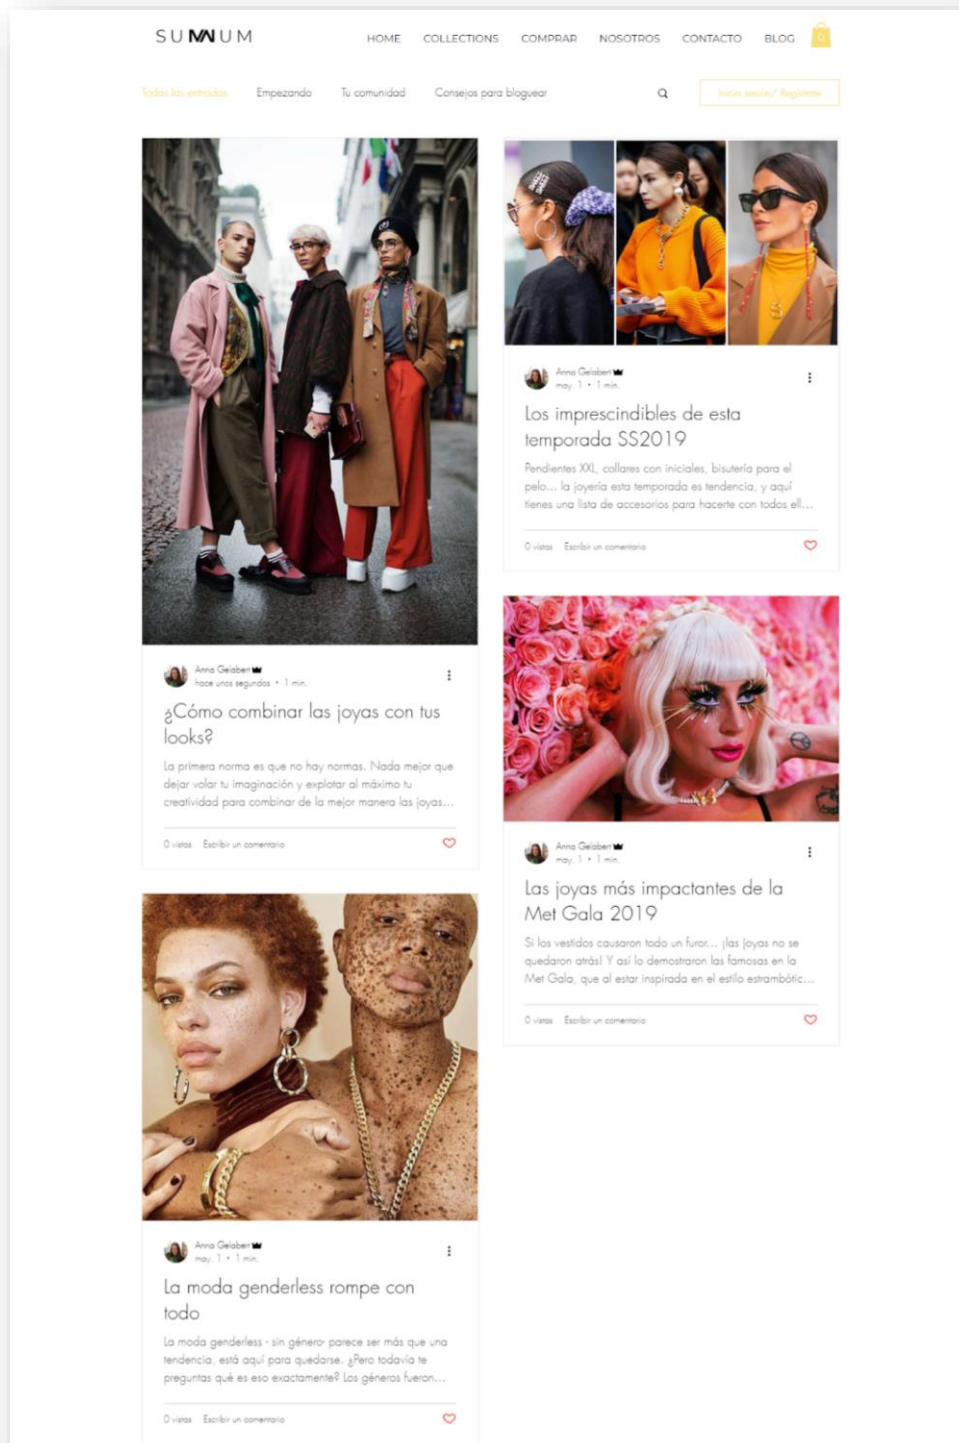 SUMNUM
HOME COLLECTIONS COMPRAR NOSOTROS CONTACTO BLOG 0
Todas las entradas Empezando Tu comunidad Consejos para bloguear Inicia sesión/ Regístrate
Anna Gelabert
hace unos segundos • 1 min.
¿Cómo combinar las joyas con tus
looks?
La primera norma es que no hay normas. Nada mejor que
dejar volar tu imaginación y explotar al máximo tu
creatividad para combinar de la mejor manera las joyas...
0 vistas Escribir un comentario
Anna Gelabert
may. 1 • 1 min.
Los imprescindibles de esta
temporada SS2019
Pendientes XXL, collares con iniciales, bisutería para el
pelo... la joyería esta temporada es tendencia, y aquí
tienes una lista de accesorios para hacerte con todos ell...
0 vistas Escribir un comentario
Anna Gelabert
may. 1 • 1 min.
Las joyas más impactantes de la
Met Gala 2019
Si los vestidos causaron todo un furor... ¡las joyas no se
quedaron atrás! Y así lo demostraron las famosas en la
Met Gala, que al estar inspirada en el estilo estrambótic...
0 vistas Escribir un comentario
Anna Gelabert
may. 1 • 1 min.
La moda genderless rompe con
todo
La moda genderless - sin género- parece ser más que una
tendencia, está aquí para quedarse. ¿Pero todavía te
preguntas qué es eso exactamente? Los géneros fueron...
0 vistas Escribir un comentario